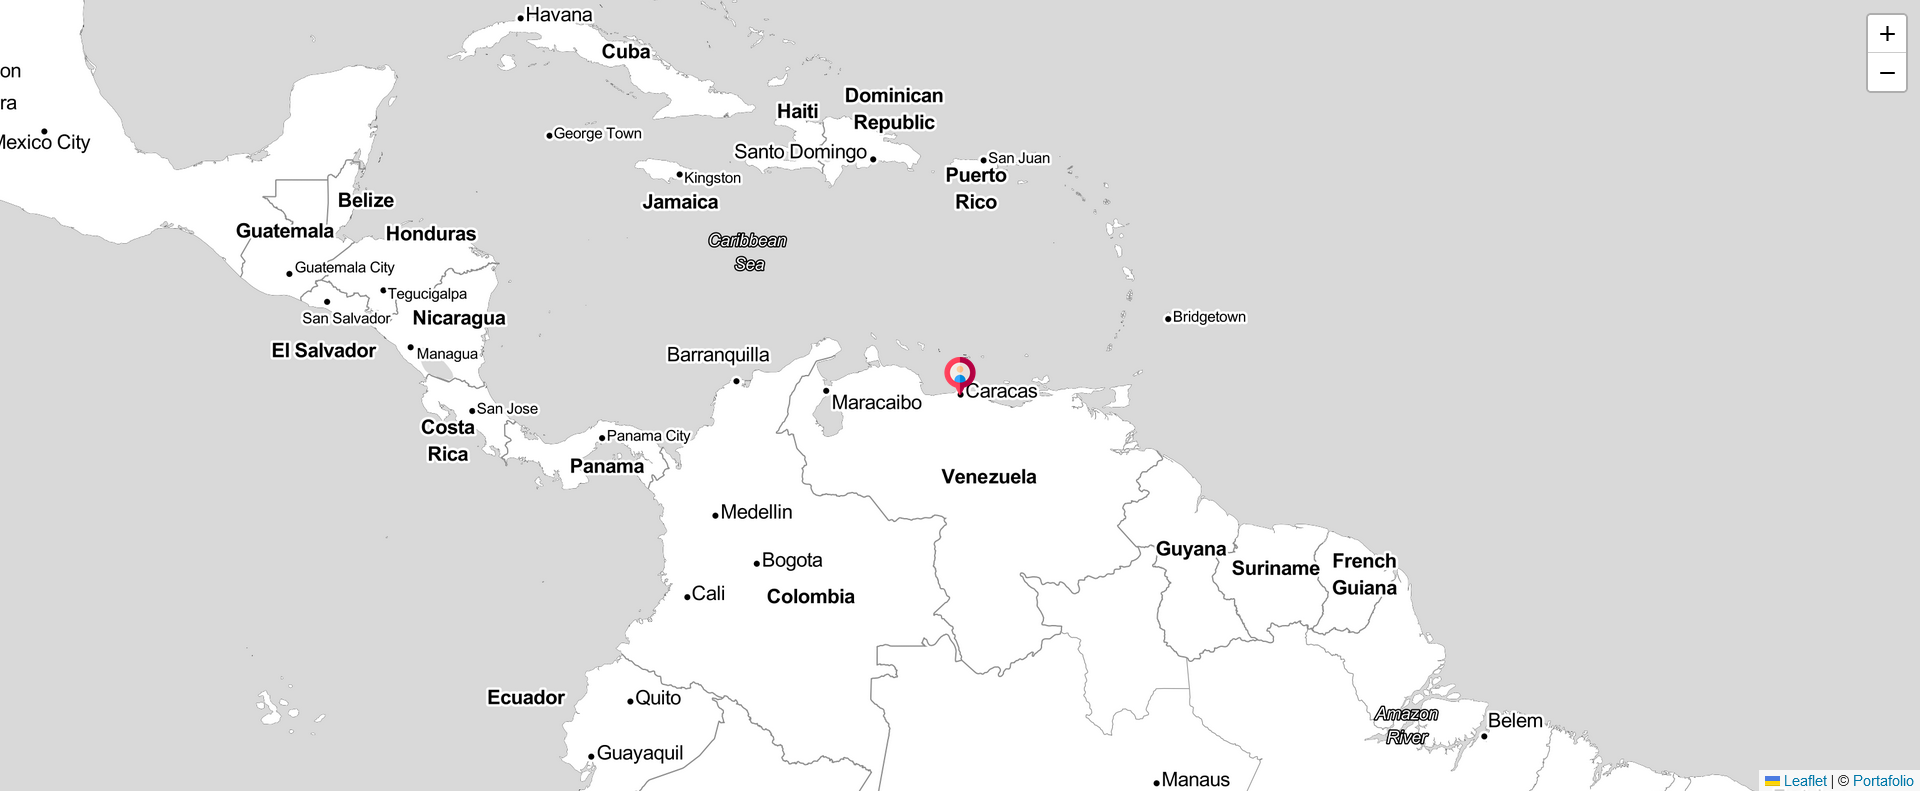 Havana
Cuba
+
−
on
ra
Mexico City
Haiti
Dominican
Republic
George Town
Santo Domingo
San Juan
Puerto
Rico
Kingston
Jamaica
Belize
Guatemala
Honduras
Caribbean
Sea
Guatemala City
Tegucigalpa
San Salvador
Nicaragua
El Salvador
Managua
Bridgetown
Barranquilla
Maracaibo
Caracas
San Jose
Costa
Rica
Panama City
Panama
Venezuela
Medellin
Bogota
Cali
Colombia
Guyana
Suriname
French
Guiana
Ecuador
Quito
Guayaquil
Amazon
River
Belem
Manaus
Leaflet | © Portafolio